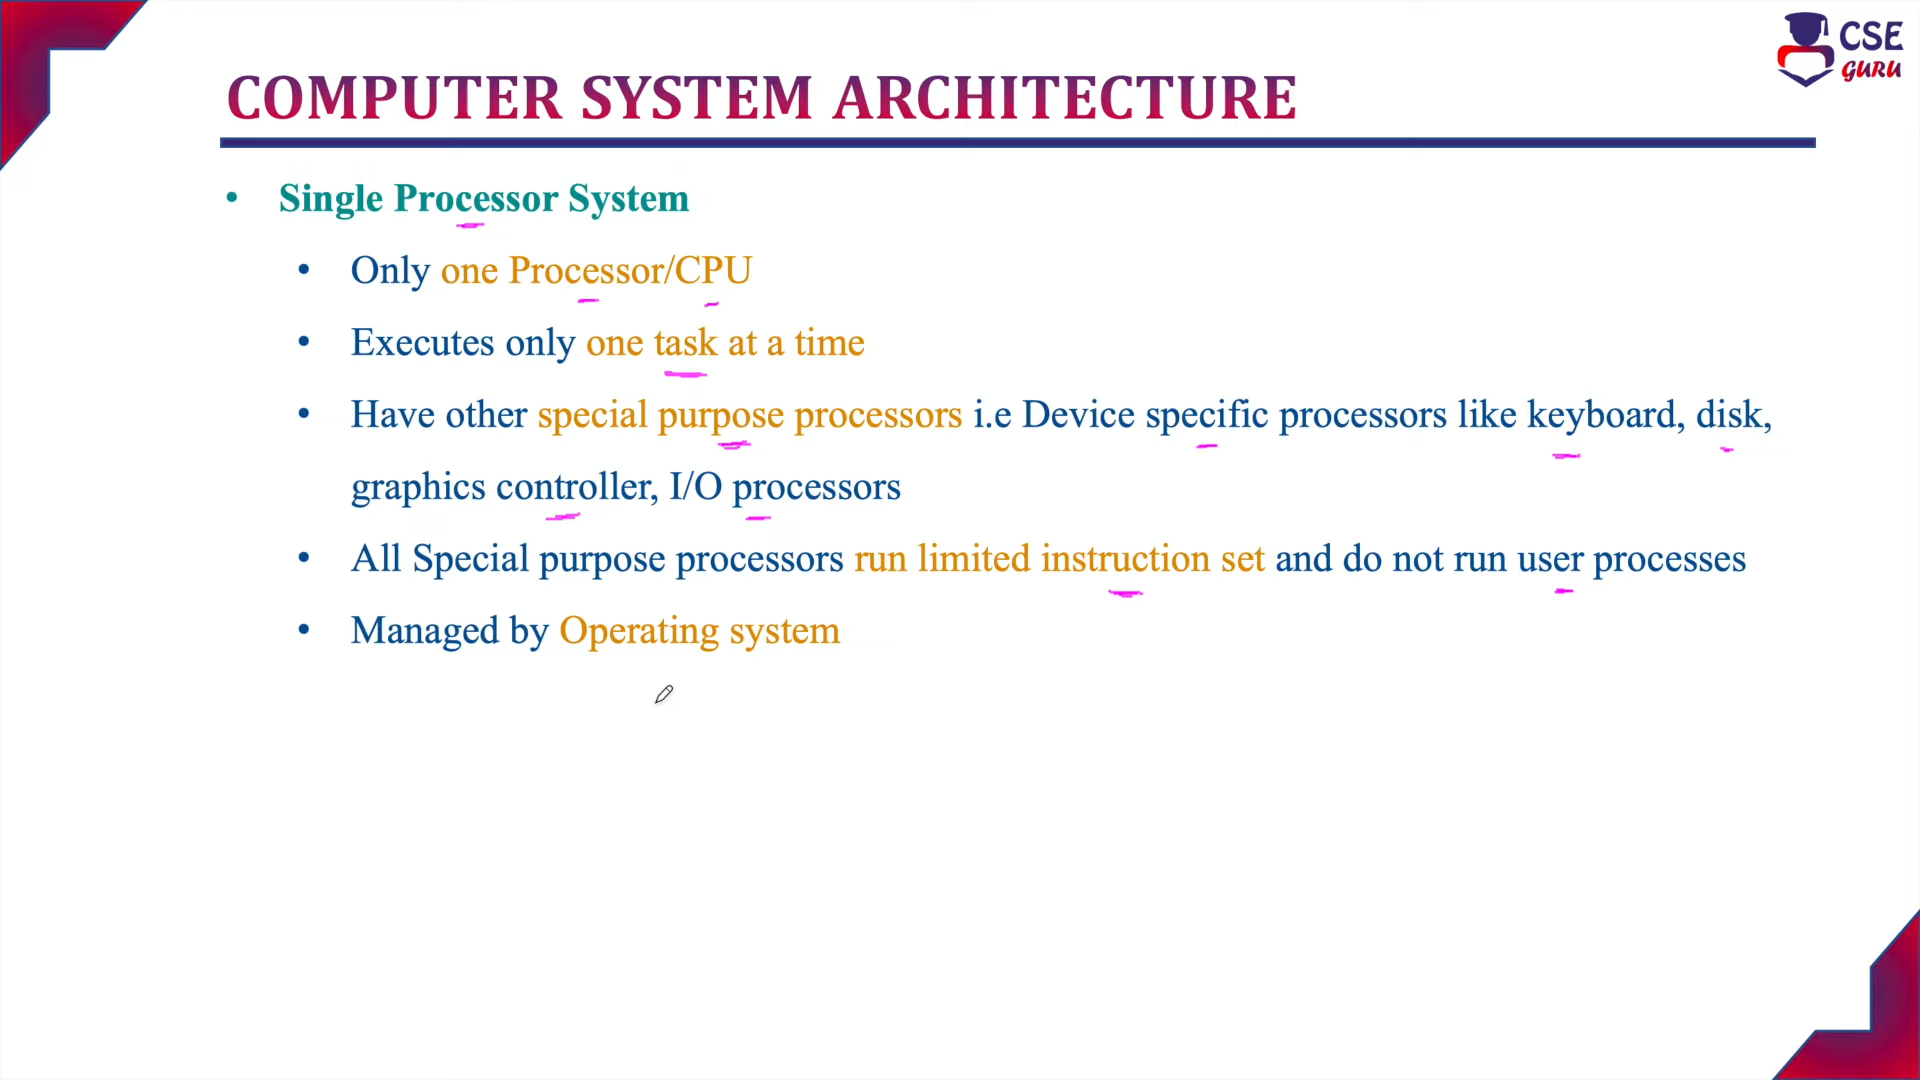 CSE
GURU
COMPUTER SYSTEM ARCHITECTURE
• Single Processor System
• Only one Processor/CPU
• Executes only one task at a time
• Have other special purpose processors i.e Device specific processors like keyboard, disk,
graphics controller, I/O processors
• All Special purpose processors run limited instruction set and do not run user processes
• Managed by Operating system